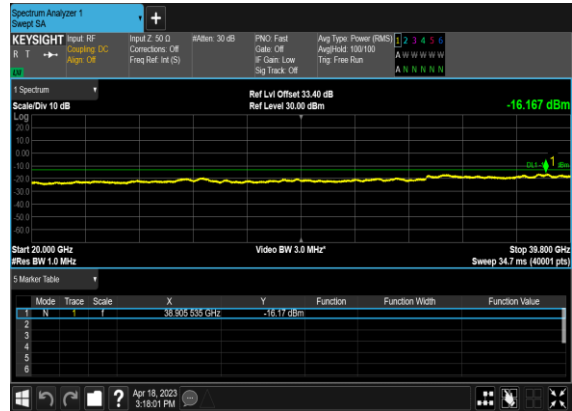 Spectrum Analyzer 1
Swept SA
+
KEYSIGHT Input: RF Input Z: 50 Ω #Atten: 30 dB PNO: Fast Avg Type: Power (RMS) 1 2 3 4 5 6
R T Coupling: DC Corrections: Off Gate: Off Avg|Hold: 100/100 A W W W W W
Align: Off Freq Ref: Int (S) IF Gain: Low Trig: Free Run
Sig Track: Off A N N N N N
1 Spectrum
Ref Lvl Offset 33.40 dB
Scale/Div 10 dB Ref Level 30.00 dBm -16.167 dBm
Log
20.0
10.0
0.00
-10.0
1
-20.0
-30.0
-40.0
-50.0
-60.0
Start 20.000 GHz Video BW 3.0 MHz* Stop 39.800 GHz
#Res BW 1.0 MHz Sweep 34.7 ms (40001 pts)
5 Marker Table
Mode Trace Scale X Y Function Function Width Function Value
1 N 1 f 38.905 535 GHz -16.17 dBm
2
3
4
5
6
? Apr 18, 2023
3:18:01 PM